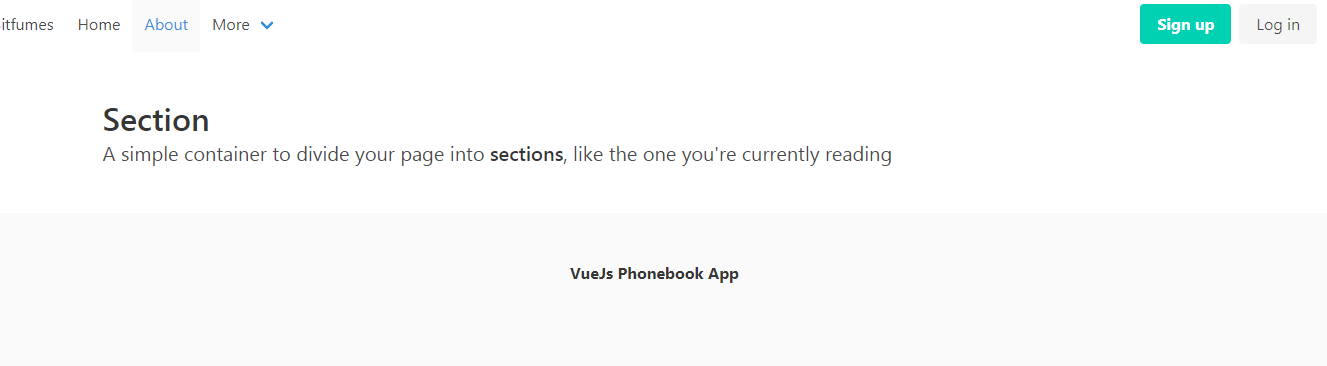 itfumes Home About More Sign up Log in
Section
A simple container to divide your page into sections, like the one you're currently reading
VueJs Phonebook App